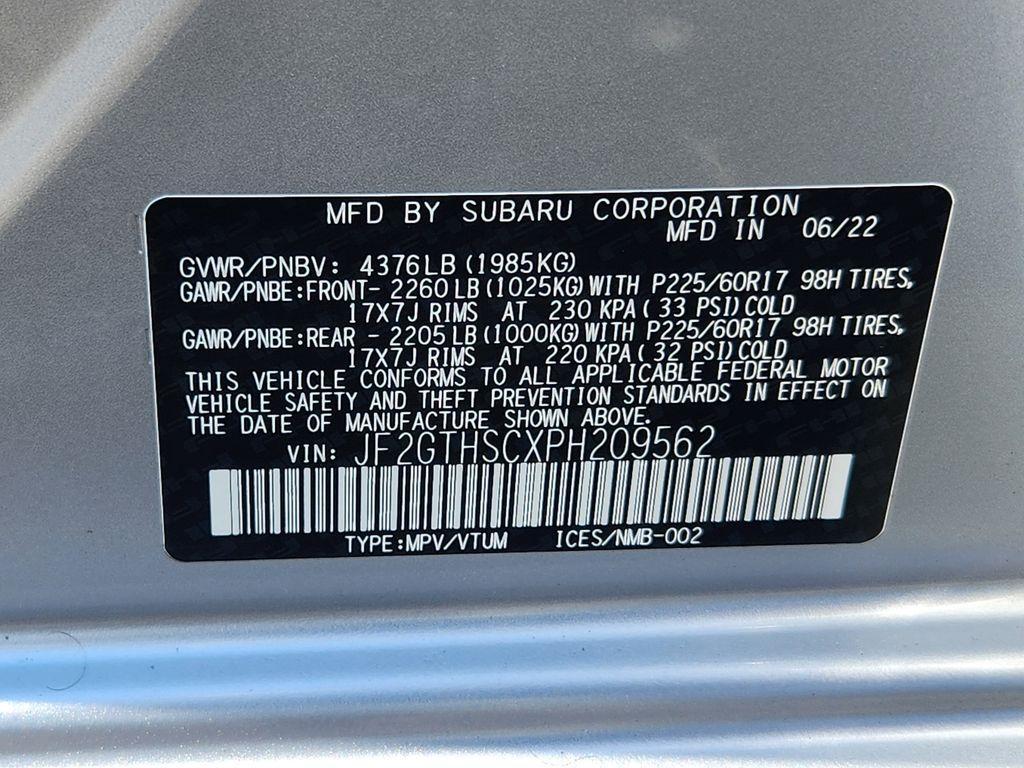 MFD BY SUBARU CORPORATION
MFD IN 06/22
GVWR/PNBV: 4376LB (1985KG)
GAWR/PNBE:FRONT- 2260LB (1025KG) WITH P225/60R17 98H TIRES,
17X7J RIMS AT 230 KPA (33 PSI) COLD
GAWR/PNBE:REAR - 2205LB (1000KG) WITH P225/60R17 98H TIRES,
17X7J RIMS AT 220 KPA (32 PSI) COLD
THIS VEHICLE CONFORMS TO ALL APPLICABLE FEDERAL MOTOR
VEHICLE SAFETY AND THEFT PREVENTION STANDARDS IN EFFECT ON
THE DATE OF MANUFACTURE SHOWN ABOVE.
VIN: JF2GTHSCXPH209562
TYPE:MPV/VTUM ICES/NMB-002